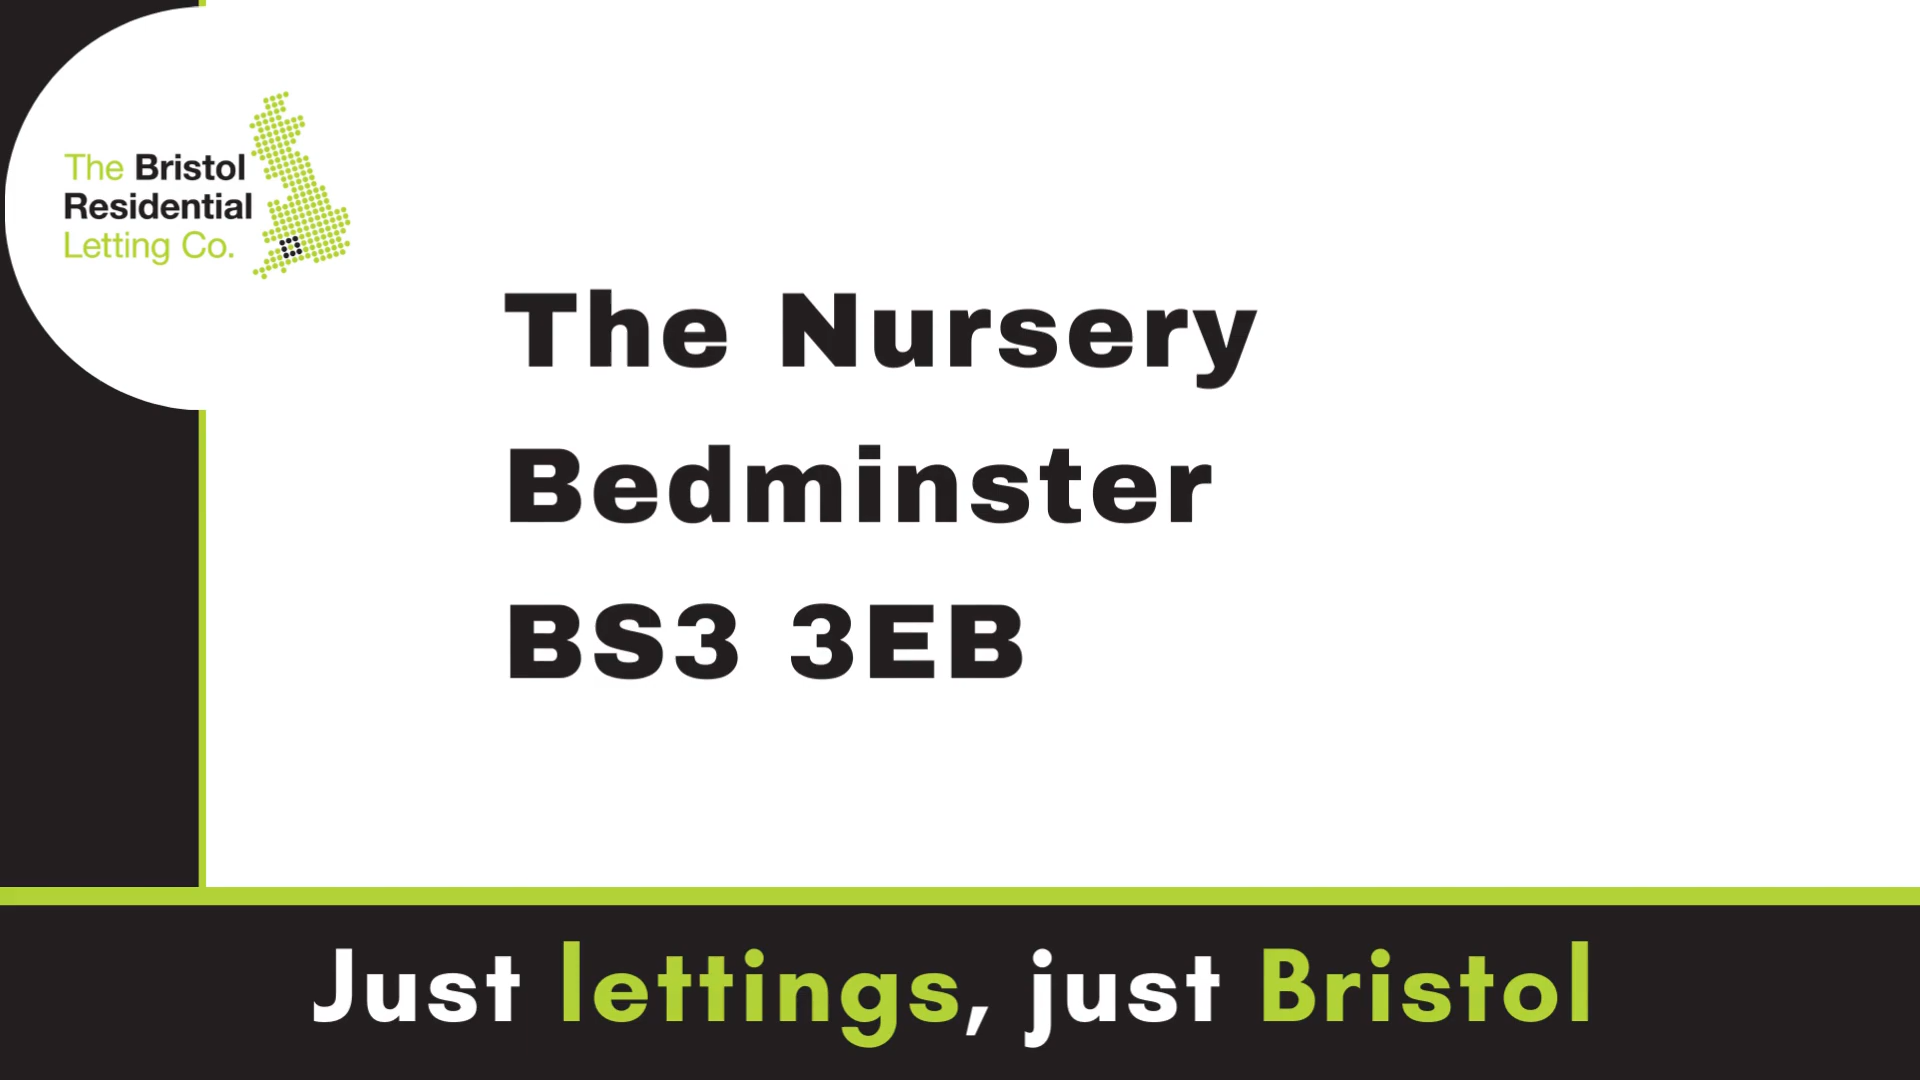 The Bristol
Residential
Letting Co.
The Nursery
Bedminster
BS3 3EB
Just lettings, just Bristol